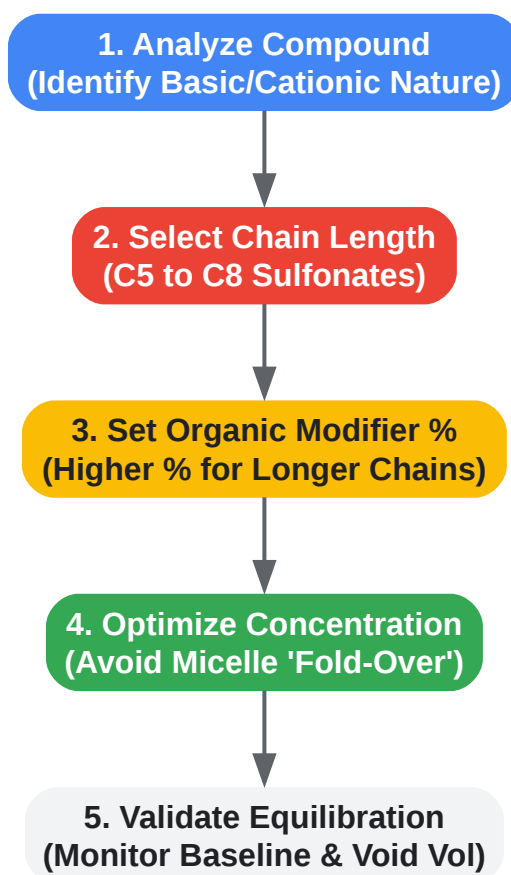 1. Analyze Compound
(Identify Basic/Cationic Nature)
2. Select Chain Length
(C5 to C8 Sulfonates)
3. Set Organic Modifier %
(Higher % for Longer Chains)
4. Optimize Concentration
(Avoid Micelle 'Fold-Over')
5. Validate Equilibration
(Monitor Baseline & Void Vol)